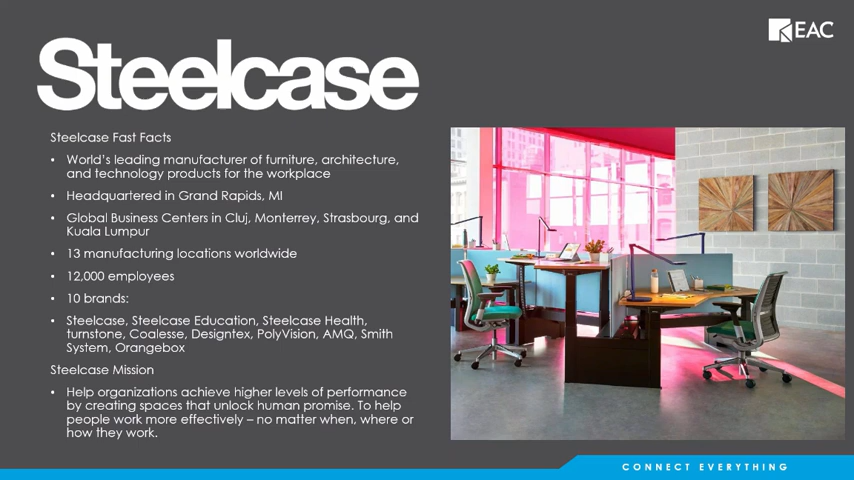 EAC
Steelcase
Steelcase Fast Facts
• World's leading manufacturer of furniture, architecture,
and technology products for the workplace
• Headquartered in Grand Rapids, MI
• Global Business Centers in Cluj, Monterrey, Strasbourg, and
Kuala Lumpur
• 13 manufacturing locations worldwide
• 12,000 employees
• 10 brands:
• Steelcase, Steelcase Education, Steelcase Health,
turnstone, Coalesse, Designtex, PolyVision, AMQ, Smith
System, Orangebox
Steelcase Mission
• Help organizations achieve higher levels of performance
by creating spaces that unlock human promise. To help
people work more effectively – no matter when, where or
how they work.
CONNECT EVERYTHING